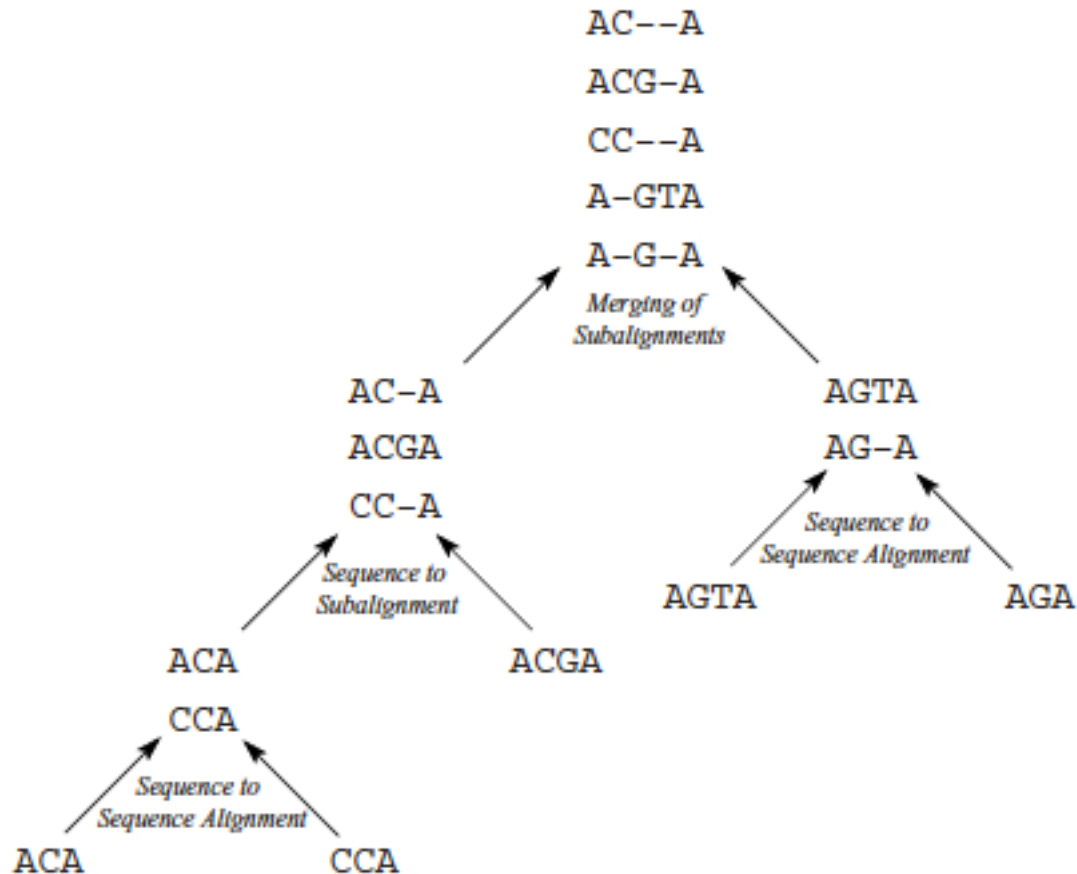 AC--A
ACG-A
CC--A
A-GTA
A-G-A
Merging of
Subalignments
AC-A
ACGA
CC-A
AGTA
AG-A
Sequence to
Sequence Alignment
AGTA
AGA
Sequence to
Subalignment
ACA
CCA
ACGA
Sequence to
Sequence Alignment
ACA
CCA